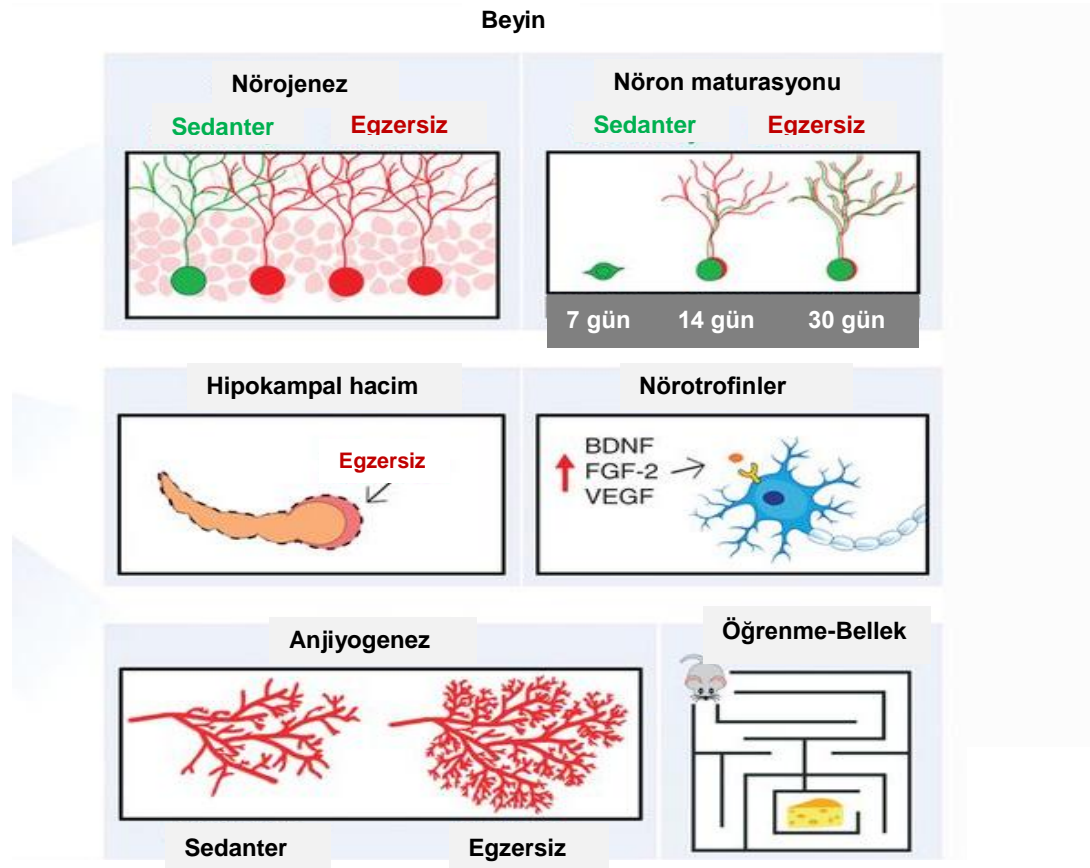 Beyin
Nörojenez
Sedanter Egzersiz
Nöron maturasyonu
Sedanter Egzersiz
7 gün 14 gün 30 gün
Hipokampal hacim
Egzersiz
Nörotrofinler
BDNF
FGF-2
VEGF
Anjiyogenez
Sedanter Egzersiz
Öğrenme-Bellek